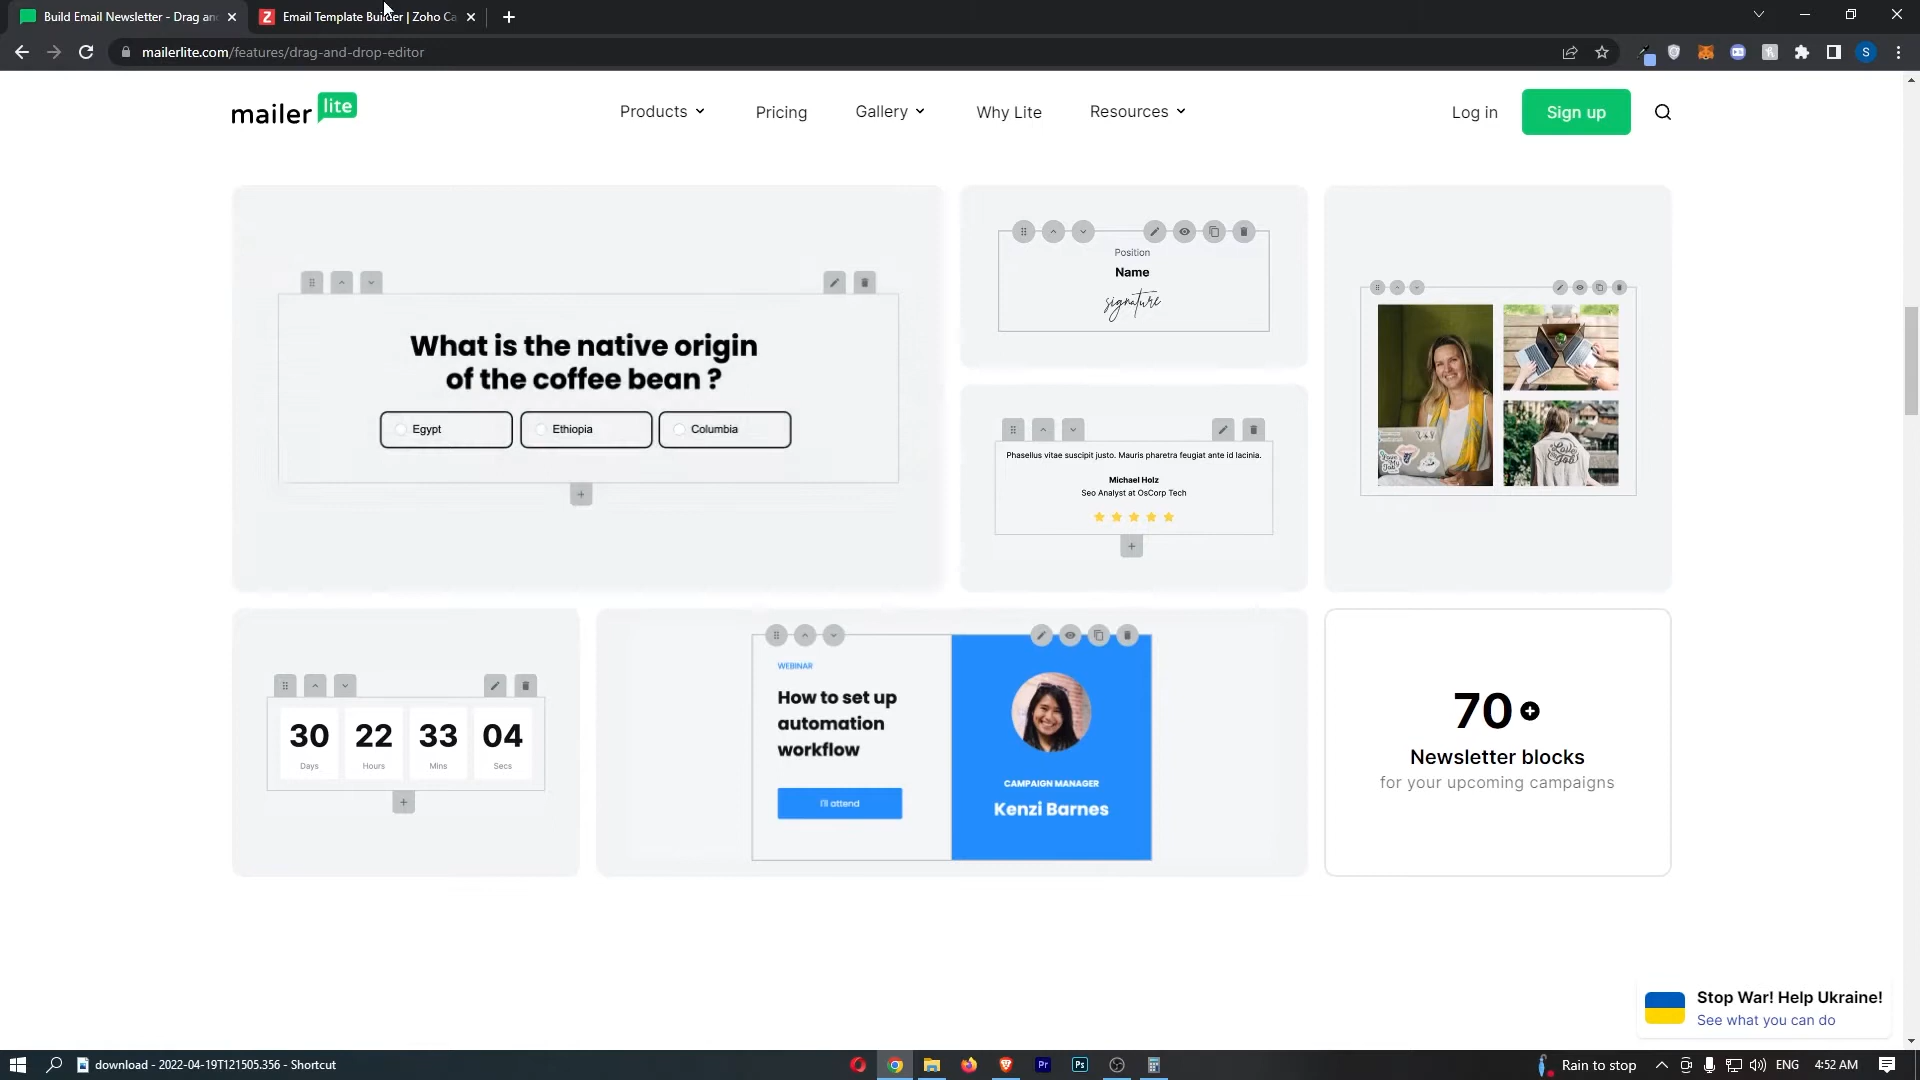 Build Email Newsletter - Drag an
Email Template Builder | Zoho Ca
mailerlite.com/features/drag-and-drop-editor
S
mailer lite
Products
Pricing
Gallery
Why Lite
Resources
Log in
Sign up
What is the native origin
of the coffee bean ?
Egypt
Ethiopia
Columbia
Position
Name
signature
Phasellus vitae suscipit justo. Mauris pharetra feugiat ante id lacinia.
Michael Holz
Seo Analyst at OsCorp Tech
30
22
33
04
Days
Hours
Mins
Secs
WEBINAR
How to set up
automation
workflow
I'll attend
CAMPAIGN MANAGER
Kenzi Barnes
70+
Newsletter blocks
for your upcoming campaigns
Stop War! Help Ukraine!
See what you can do
download - 2022-04-19T121505.356 - Shortcut
Pr
Ps
Rain to stop
ENG
4:52 AM